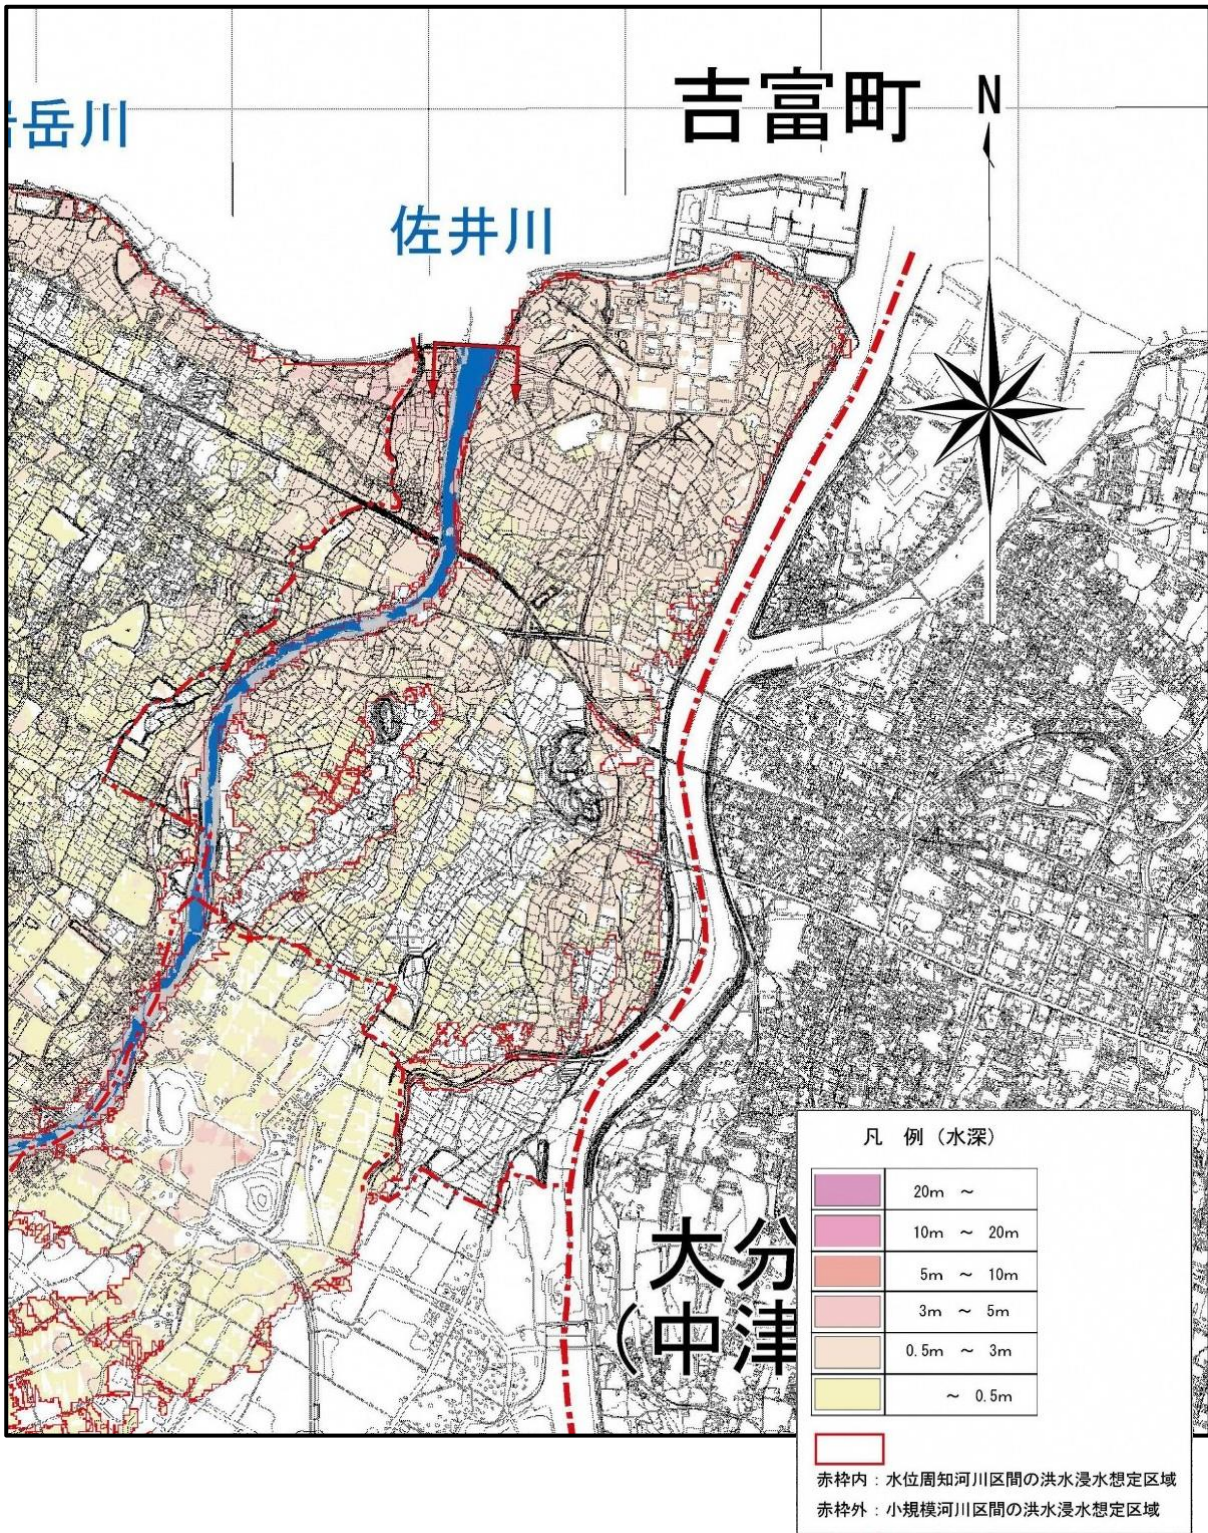 吉富町
N
岳川
佐井川
大分
(中津
凡 例 (水深)
20m ~
10m ~ 20m
5m ~ 10m
3m ~ 5m
0.5m ~ 3m
~ 0.5m
赤枠内：水位周知河川区間の洪水浸水想定区域
赤枠外：小規模河川区間の洪水浸水想定区域